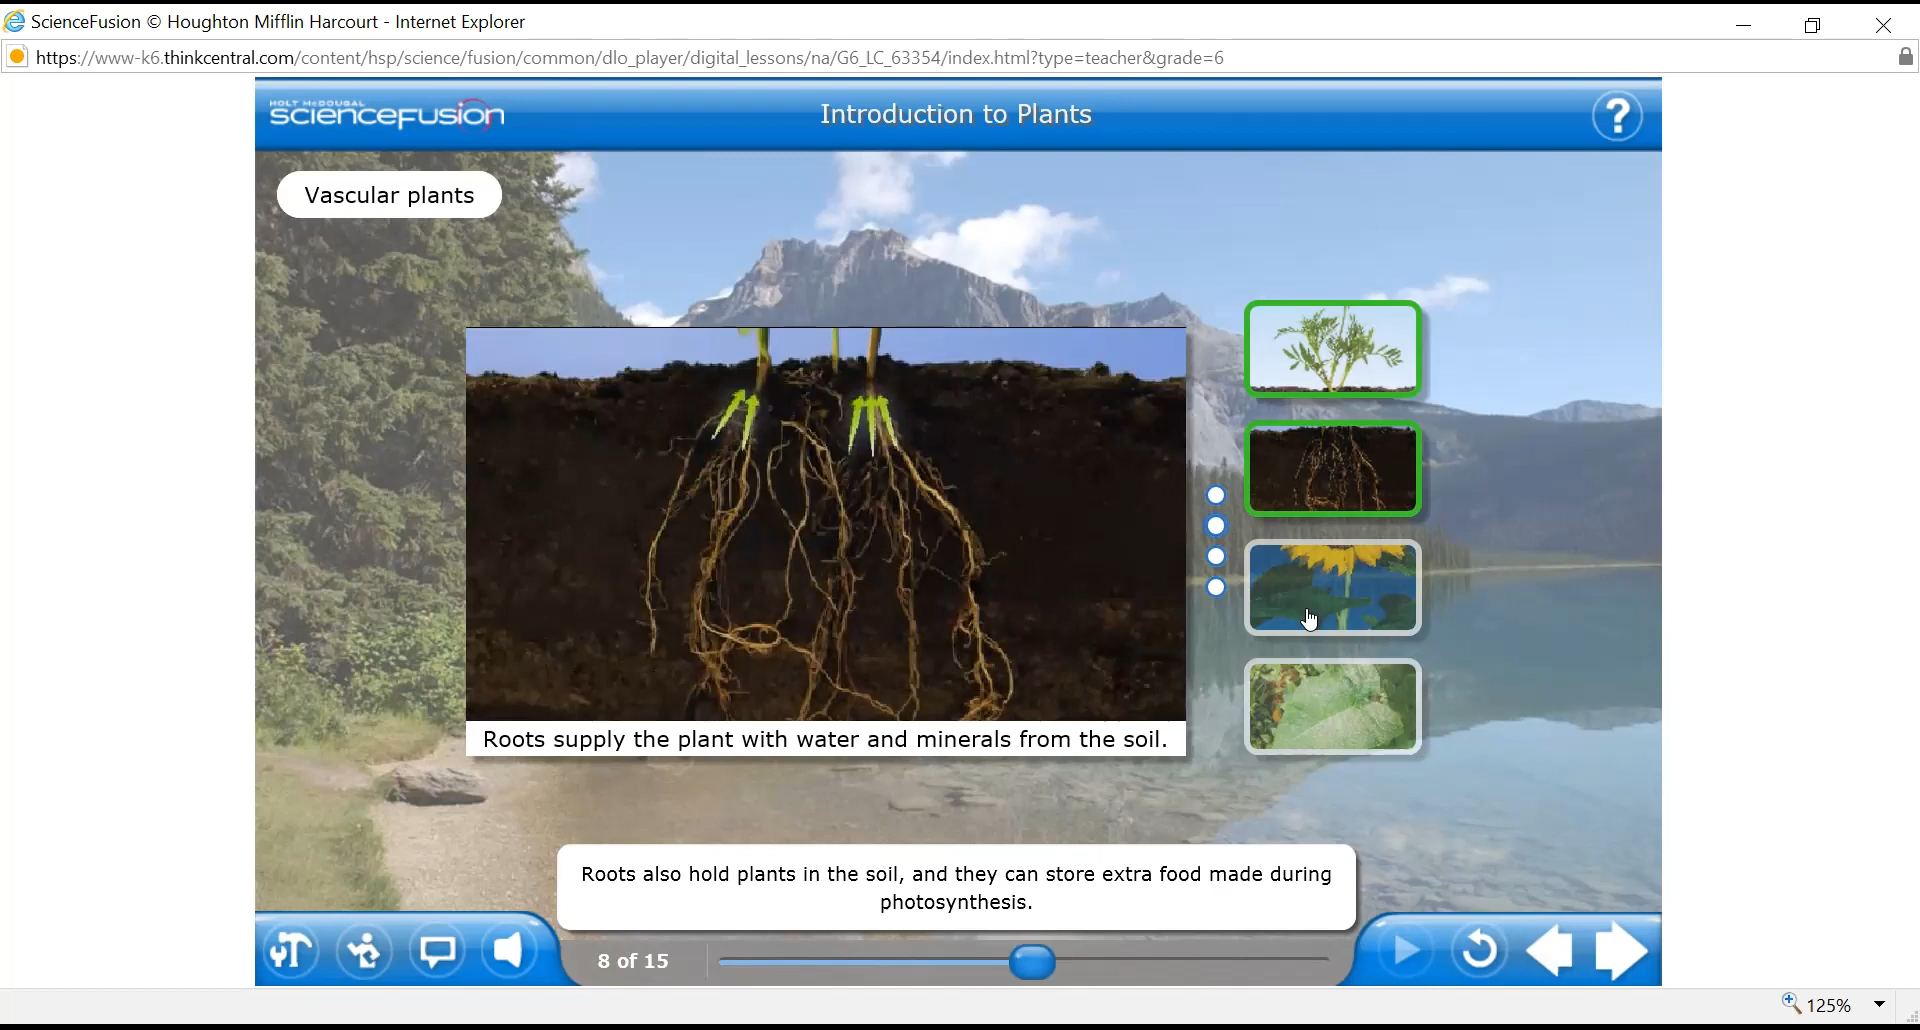 ScienceFusion © Houghton Mifflin Harcourt - Internet Explorer
https://www-k6.thinkcentral.com/content/hsp/science/fusion/common/dlo_player/digital_lessons/na/G6_LC_63354/index.html?type=teacher&grade=6
HOLT McDOUGAL
scienceFusion
Introduction to Plants
?
Vascular plants
Roots supply the plant with water and minerals from the soil.
Roots also hold plants in the soil, and they can store extra food made during
photosynthesis.
8 of 15
125%